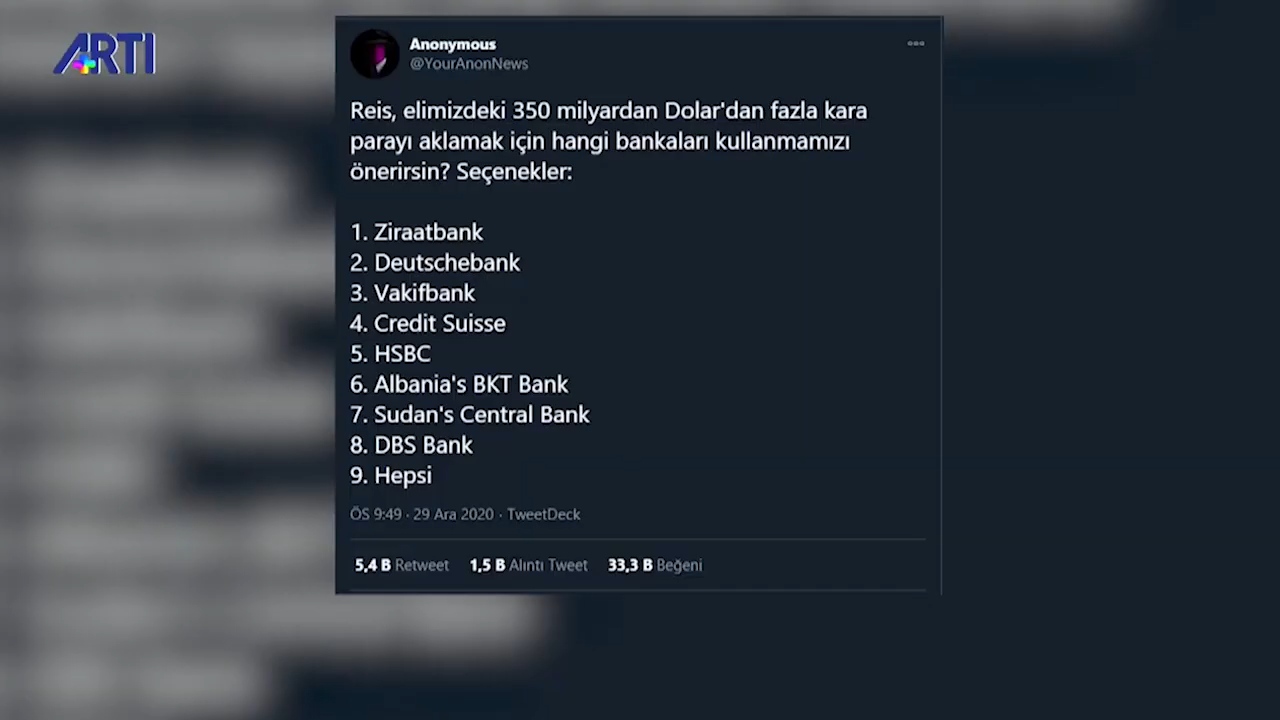 ARTI
Anonymous
@YourAnonNews
Reis, elimizdeki 350 milyardan Dolar'dan fazla kara
parayı aklamak için hangi bankaları kullanmamızı
önerirsin? Seçenekler:
1. Ziraatbank
2. Deutschebank
3. Vakifbank
4. Credit Suisse
5. HSBC
6. Albania's BKT Bank
7. Sudan's Central Bank
8. DBS Bank
9. Hepsi
ÖS 9:49 · 29 Ara 2020 · TweetDeck
5,4 B Retweet 1,5 B Alıntı Tweet 33,3 B Beğeni